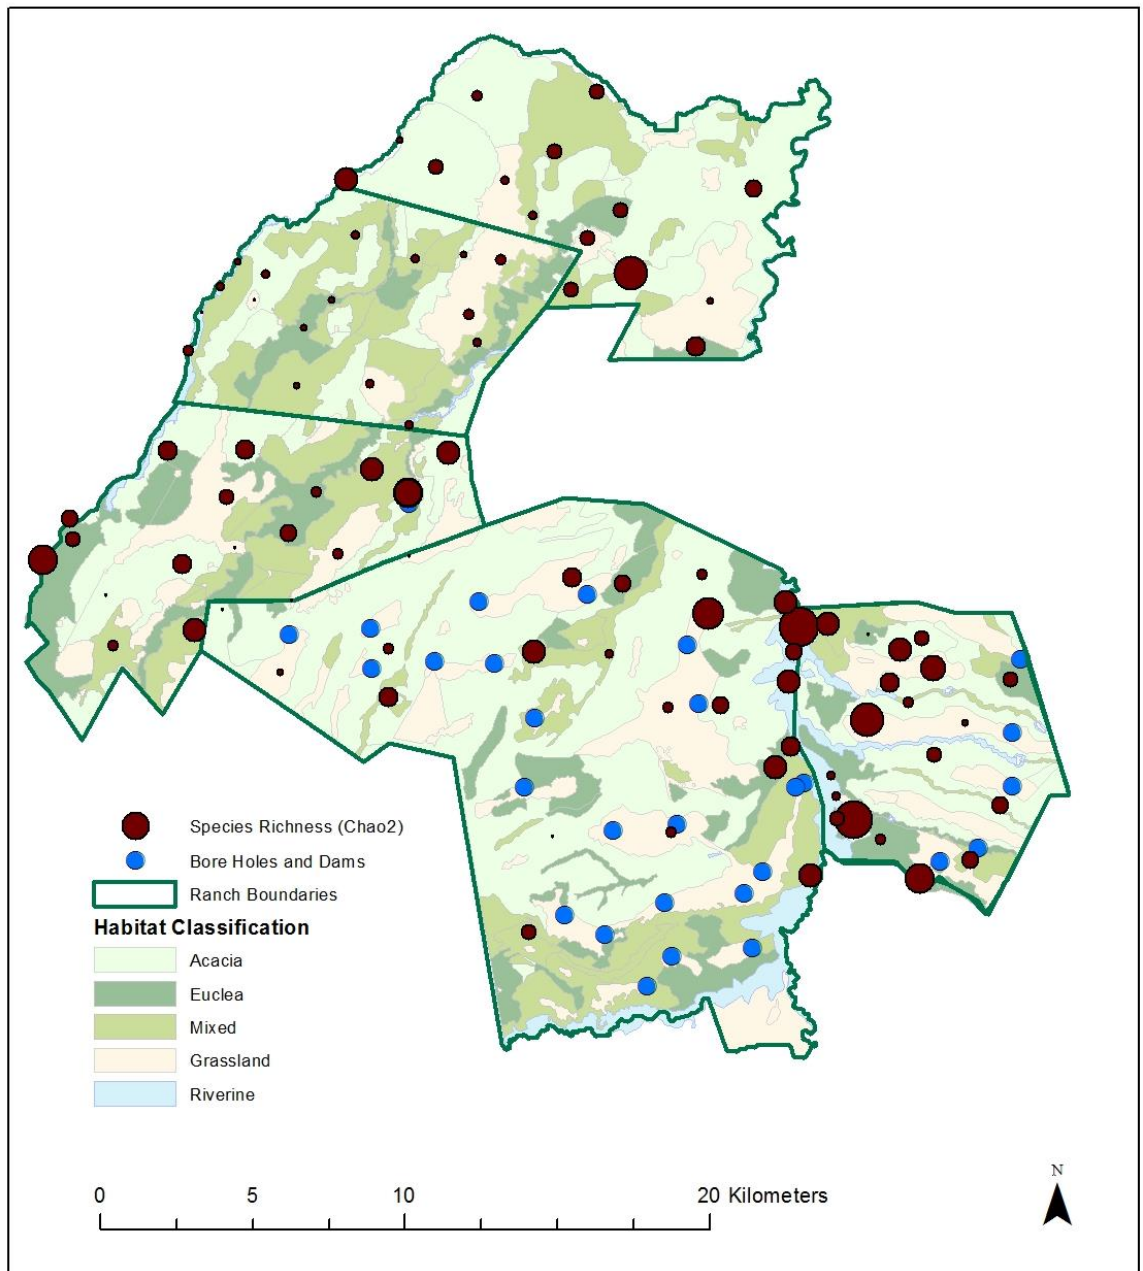 Species Richness (Chao2)
Bore Holes and Dams
Ranch Boundaries
Habitat Classification
Acacia
Euclea
Mixed
Grassland
Riverine
0 5 10 20 Kilometers
N